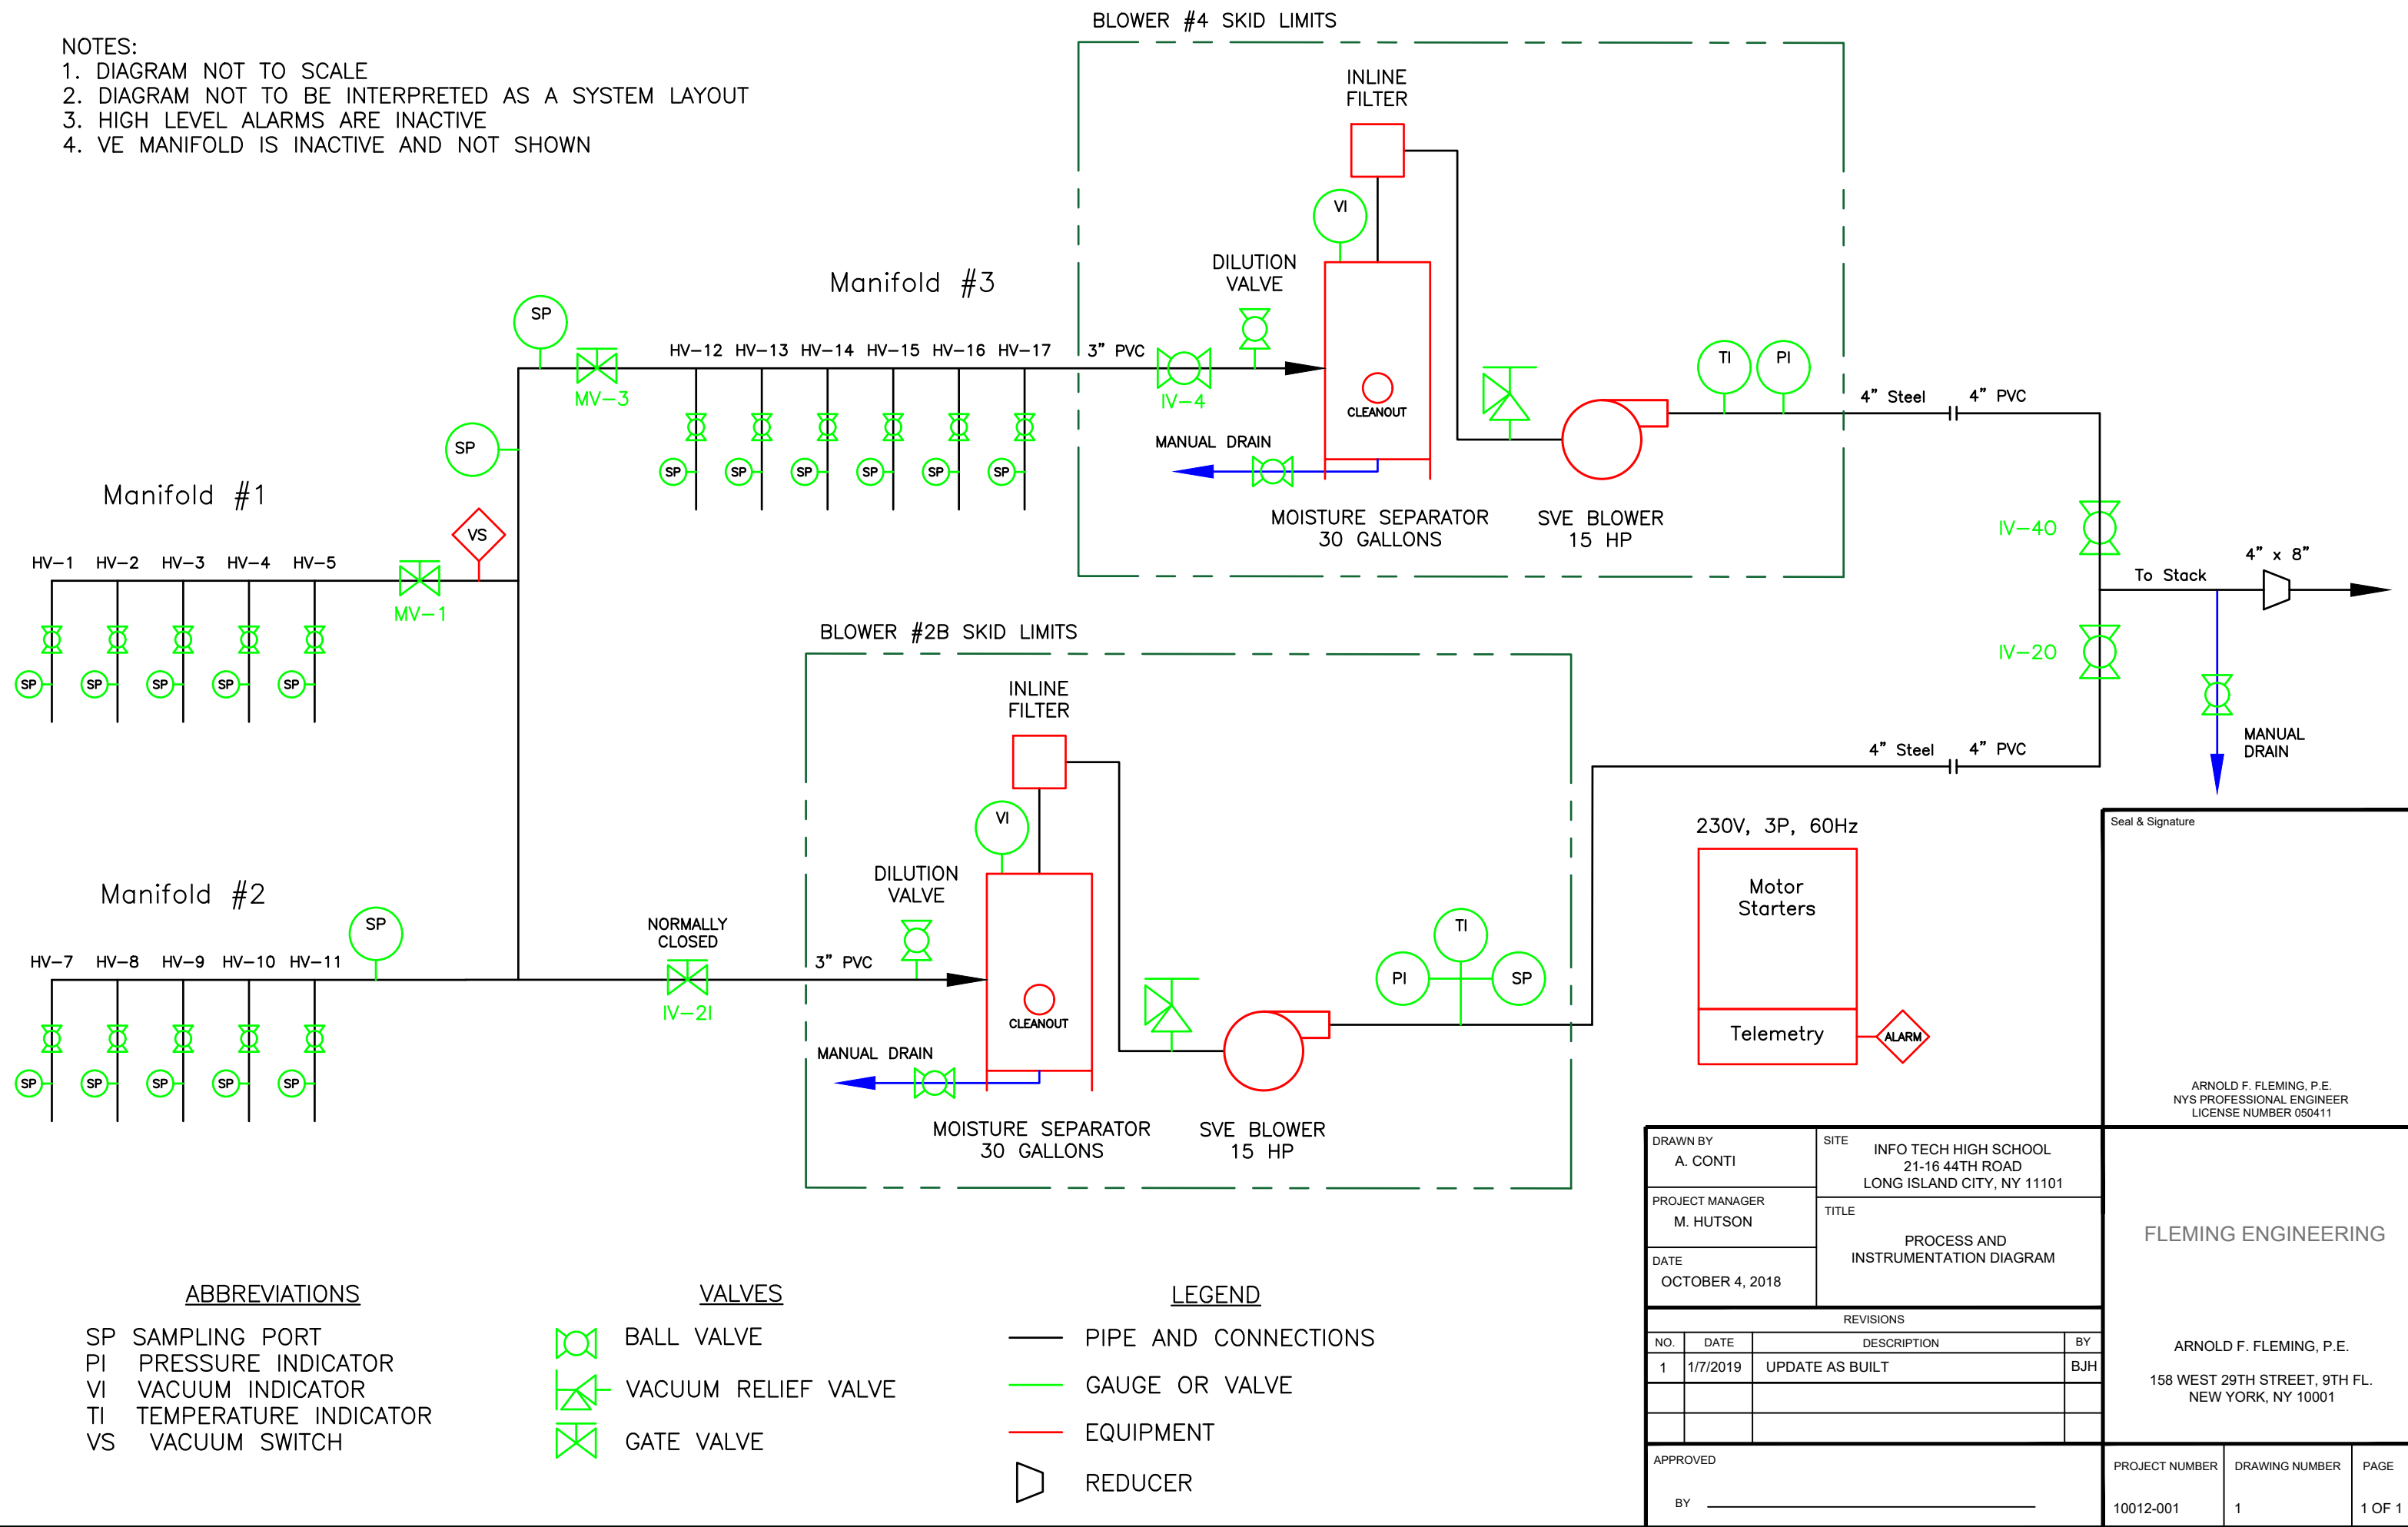 NOTES:
1. DIAGRAM NOT TO SCALE
2. DIAGRAM NOT TO BE INTERPRETED AS A SYSTEM LAYOUT
3. HIGH LEVEL ALARMS ARE INACTIVE
4. VE MANIFOLD IS INACTIVE AND NOT SHOWN
BLOWER #4 SKID LIMITS
INLINE
FILTER
VI
DILUTION
VALVE
Manifold #3
SP
MV-3
HV-12 HV-13 HV-14 HV-15 HV-16 HV-17
3" PVC
IV-4
SP SP SP SP SP SP
CLEANOUT
MANUAL DRAIN
MOISTURE SEPARATOR
30 GALLONS
SVE BLOWER
15 HP
TI PI
4" Steel 4" PVC
SP
Manifold #1
VS
HV-1 HV-2 HV-3 HV-4 HV-5
MV-1
SP SP SP SP SP
IV-40
To Stack
4" x 8"
IV-20
MANUAL
DRAIN
4" Steel 4" PVC
BLOWER #2B SKID LIMITS
INLINE
FILTER
VI
DILUTION
VALVE
Manifold #2
SP
HV-7 HV-8 HV-9 HV-10 HV-11
SP SP SP SP SP
NORMALLY
CLOSED
IV-21
3" PVC
CLEANOUT
MANUAL DRAIN
MOISTURE SEPARATOR
30 GALLONS
SVE BLOWER
15 HP
TI
PI SP
230V, 3P, 60Hz
Motor
Starters
Telemetry
ALARM
ABBREVIATIONS
SP SAMPLING PORT
PI PRESSURE INDICATOR
VI VACUUM INDICATOR
TI TEMPERATURE INDICATOR
VS VACUUM SWITCH
VALVES
BALL VALVE
VACUUM RELIEF VALVE
GATE VALVE
LEGEND
PIPE AND CONNECTIONS
GAUGE OR VALVE
EQUIPMENT
REDUCER
Seal & Signature
ARNOLD F. FLEMING, P.E.
NYS PROFESSIONAL ENGINEER
LICENSE NUMBER 050411
DRAWN BY
A. CONTI
SITE
INFO TECH HIGH SCHOOL
21-16 44TH ROAD
LONG ISLAND CITY, NY 11101
PROJECT MANAGER
M. HUTSON
TITLE
PROCESS AND
INSTRUMENTATION DIAGRAM
DATE
OCTOBER 4, 2018
REVISIONS
NO. DATE DESCRIPTION BY
1 1/7/2019 UPDATE AS BUILT BJH
APPROVED
BY
FLEMING ENGINEERING
ARNOLD F. FLEMING, P.E.
158 WEST 29TH STREET, 9TH FL.
NEW YORK, NY 10001
PROJECT NUMBER DRAWING NUMBER PAGE
10012-001 1 1 OF 1